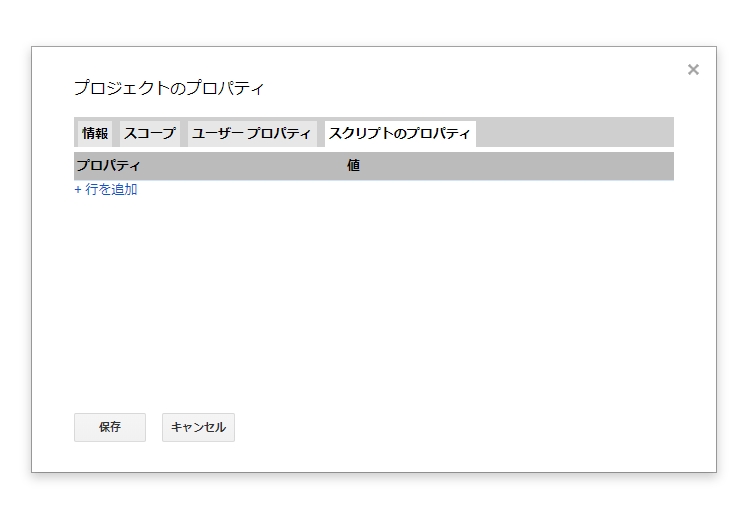 プロジェクトのプロパティ
情報 スコープ ユーザー プロパティ スクリプトのプロパティ
プロパティ 値
+ 行を追加
保存 キャンセル